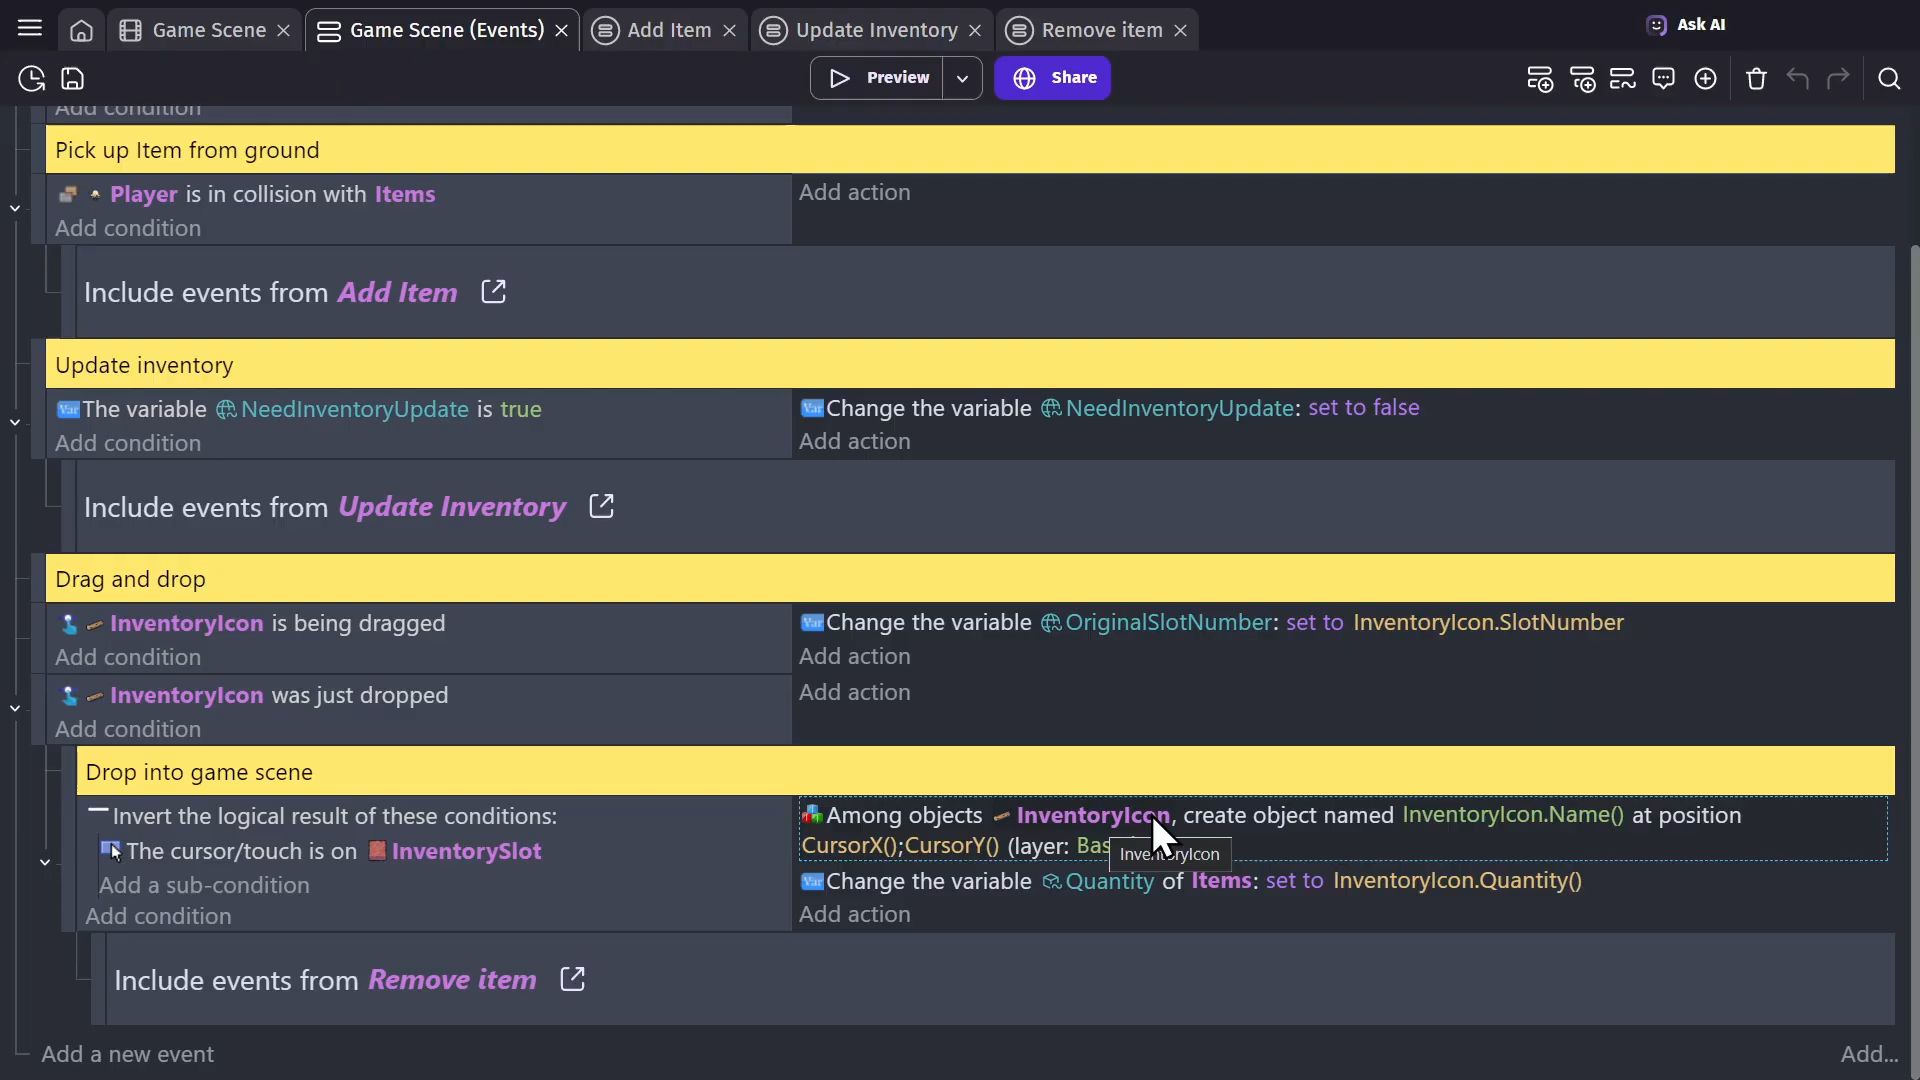 Game Scene
Game Scene (Events)
Add Item
Update Inventory
Remove item
Ask AI
Preview
Share
Add condition
Pick up Item from ground
Player is in collision with Items
Add action
Add condition
Include events from Add Item
Update inventory
The variable NeedInventoryUpdate is true
Change the variable NeedInventoryUpdate: set to false
Add condition
Add action
Include events from Update Inventory
Drag and drop
InventoryIcon is being dragged
Change the variable OriginalSlotNumber: set to InventoryIcon.SlotNumber
Add condition
Add action
InventoryIcon was just dropped
Add action
Add condition
Drop into game scene
Invert the logical result of these conditions:
The cursor/touch is on InventorySlot
Add a sub-condition
Add condition
Among objects InventoryIcon, create object named InventoryIcon.Name() at position
CursorX();CursorY() (layer:
Change the variable Quantity of Items: set to InventoryIcon.Quantity()
Add action
Include events from Remove item
Add a new event
Add...